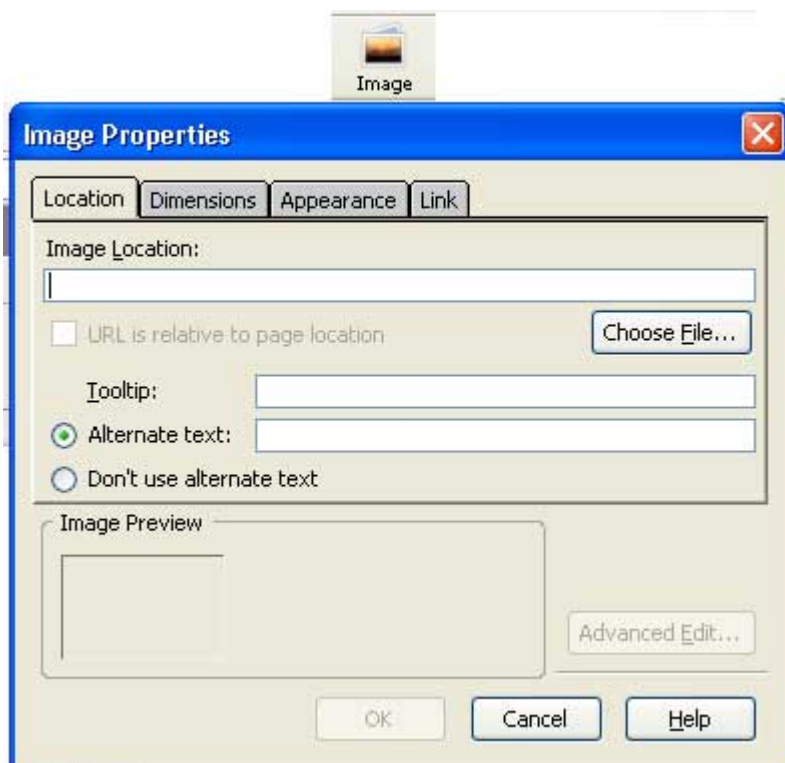 Image
Image Properties
Location Dimensions Appearance Link
Image Location:
URL is relative to page location
Choose File...
Tooltip:
Alternate text:
Don't use alternate text
Image Preview
Advanced Edit...
OK Cancel Help